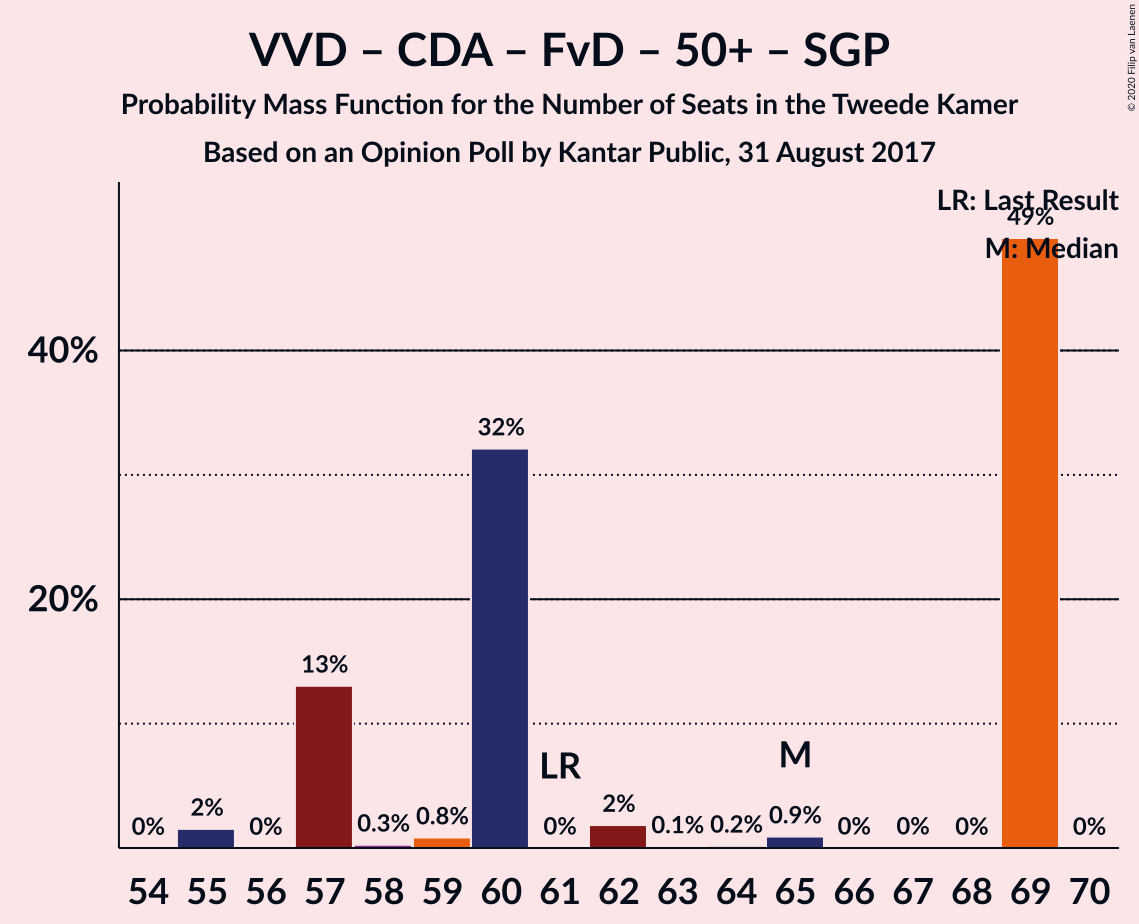 VVD – CDA – FvD – 50+ – SGP
Probability Mass Function for the Number of Seats in the Tweede Kamer
Based on an Opinion Poll by Kantar Public, 31 August 2017
© 2020 Filip van Laenen
LR: Last Result
49%
M: Median
40%
32%
20%
13%
LR
M
0%
2%
0%
0.3%
0.8%
0%
2%
0.1%
0.2%
0.9%
0%
0%
0%
0%
54 55 56 57 58 59 60 61 62 63 64 65 66 67 68 69 70